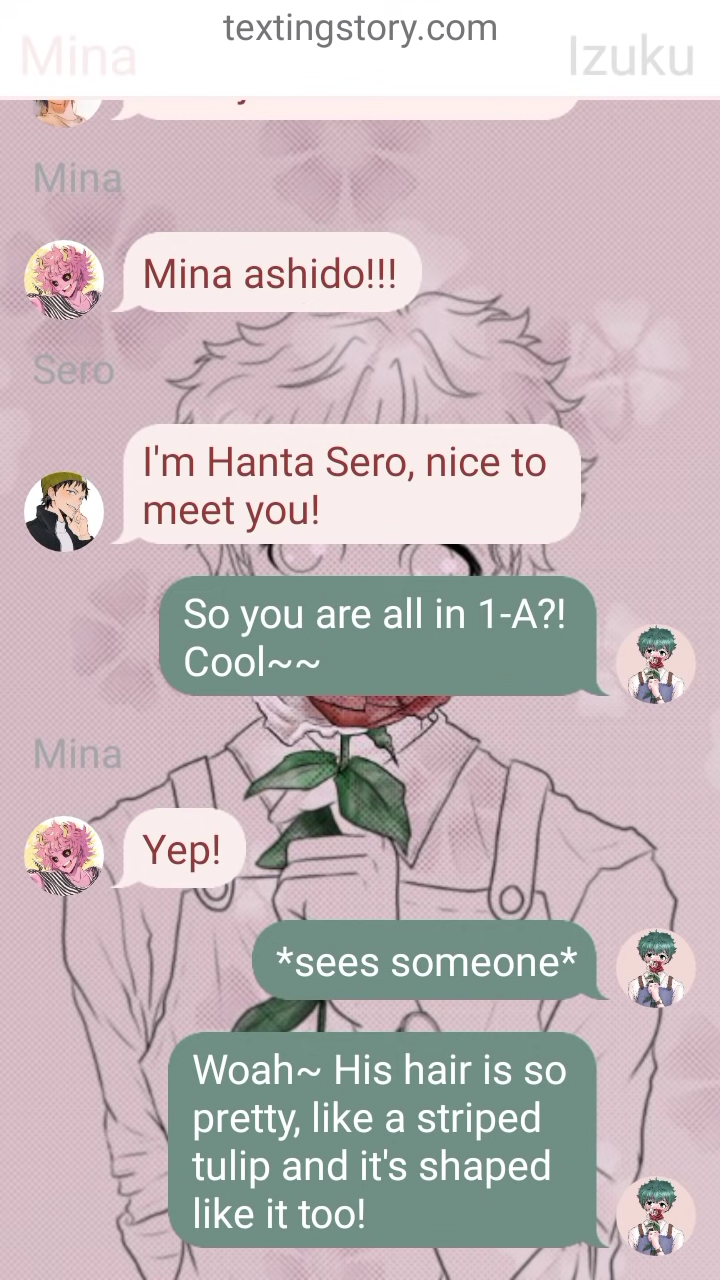 textingstory.com
Mina
Izuku
Mina
Mina ashido!!!
Sero
I'm Hanta Sero, nice to
meet you!
So you are all in 1-A?!
Cool~~
Mina
Yep!
*sees someone*
Woah~ His hair is so
pretty, like a striped
tulip and it's shaped
like it too!